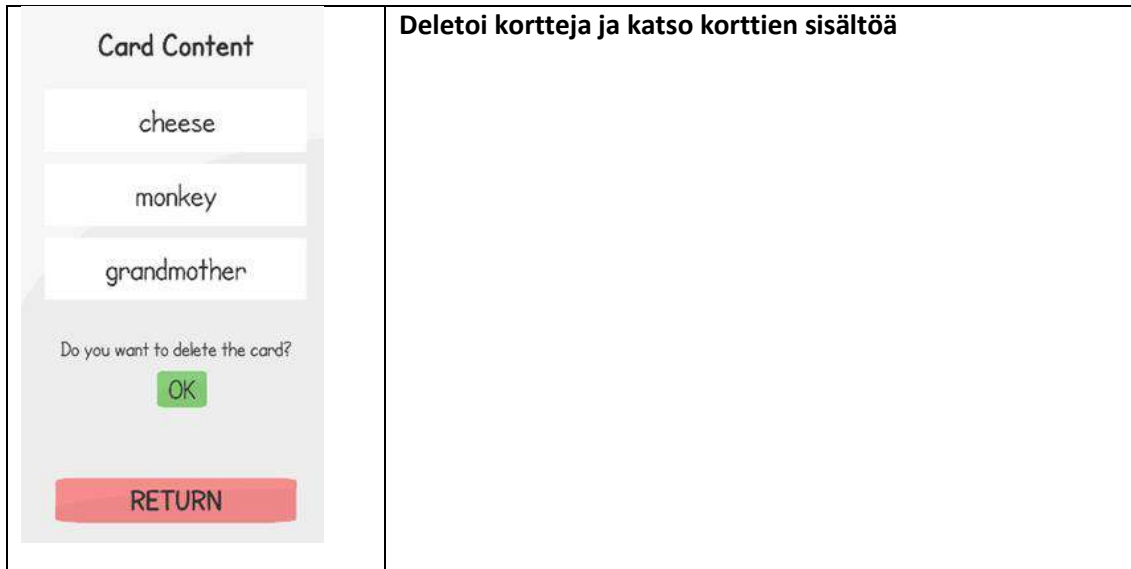 Card Content
cheese
monkey
grandmother
Do you want to delete the card?
OK
RETURN
Deletoi kortteja ja katso korttien sisältöä